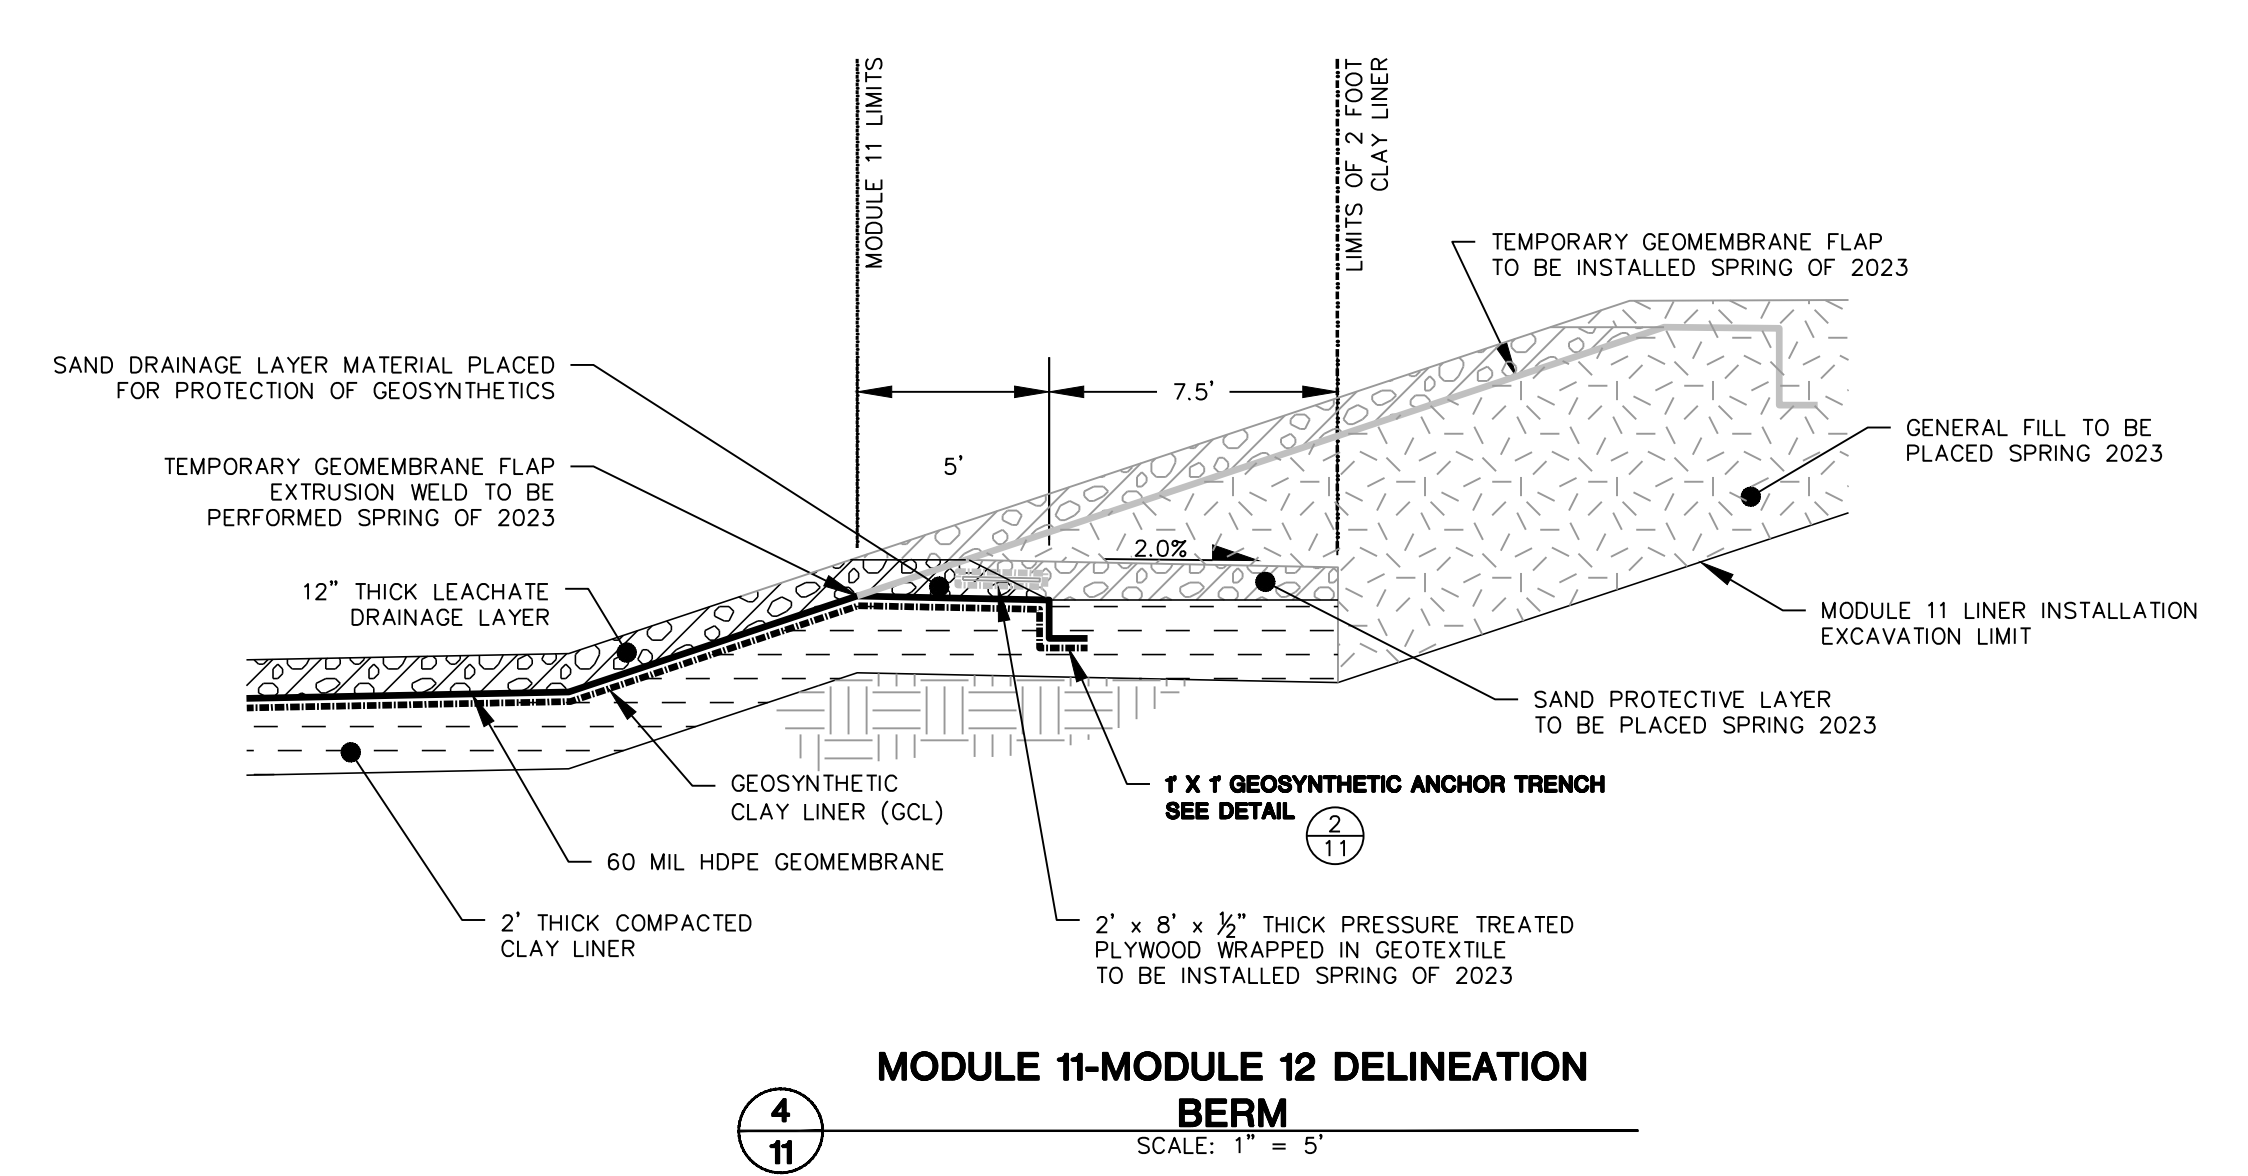 MODULE 11 LIMITS
LIMITS OF 2 FOOT
CLAY LINER
TEMPORARY GEOMEMBRANE FLAP
TO BE INSTALLED SPRING OF 2023
SAND DRAINAGE LAYER MATERIAL PLACED
FOR PROTECTION OF GEOSYNTHETICS
7.5'
5'
GENERAL FILL TO BE
PLACED SPRING 2023
TEMPORARY GEOMEMBRANE FLAP
EXTRUSION WELD TO BE
PERFORMED SPRING OF 2023
2.0%
12" THICK LEACHATE
DRAINAGE LAYER
MODULE 11 LINER INSTALLATION
EXCAVATION LIMIT
SAND PROTECTIVE LAYER
TO BE PLACED SPRING 2023
GEOSYNTHETIC
CLAY LINER (GCL)
1' X 1' GEOSYNTHETIC ANCHOR TRENCH
SEE DETAIL
2
11
60 MIL HDPE GEOMEMBRANE
2' THICK COMPACTED
CLAY LINER
2' x 8' x ½" THICK PRESSURE TREATED
PLYWOOD WRAPPED IN GEOTEXTILE
TO BE INSTALLED SPRING OF 2023
MODULE 11-MODULE 12 DELINEATION
BERM
4
11
SCALE: 1" = 5'